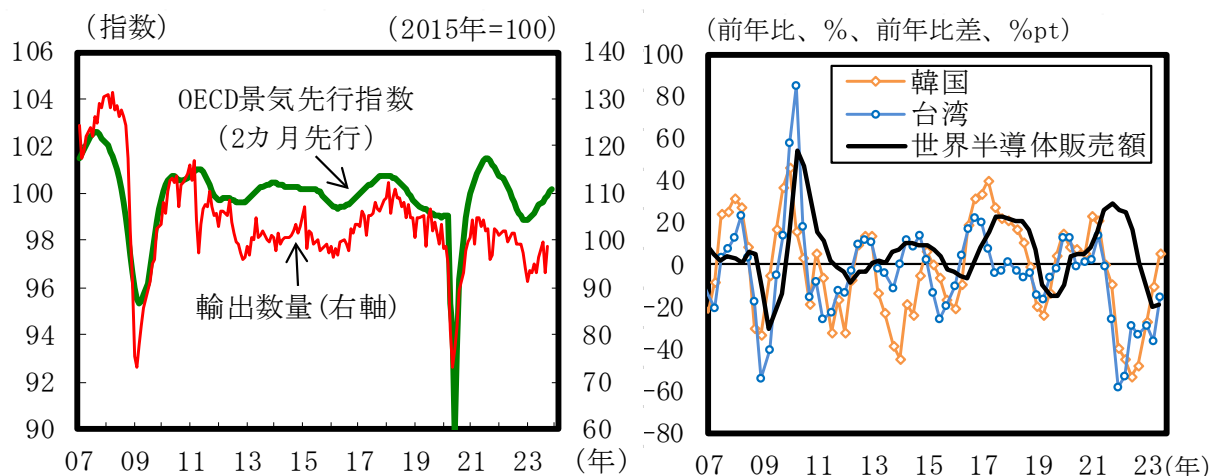 (指数)
(2015年=100)
106
104
102
100
98
96
94
92
90
140
130
120
110
100
90
80
70
60
OECD景気先行指数
(2カ月先行)
輸出数量(右軸)
07 09 11 13 15 17 19 21 23 (年)
(前年比、%、前年比差、%pt)
100
80
60
40
20
0
-20
-40
-60
-80
韓国
台湾
世界半導体販売額
07 09 11 13 15 17 19 21 23 (年)